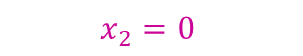 x₂ = 0